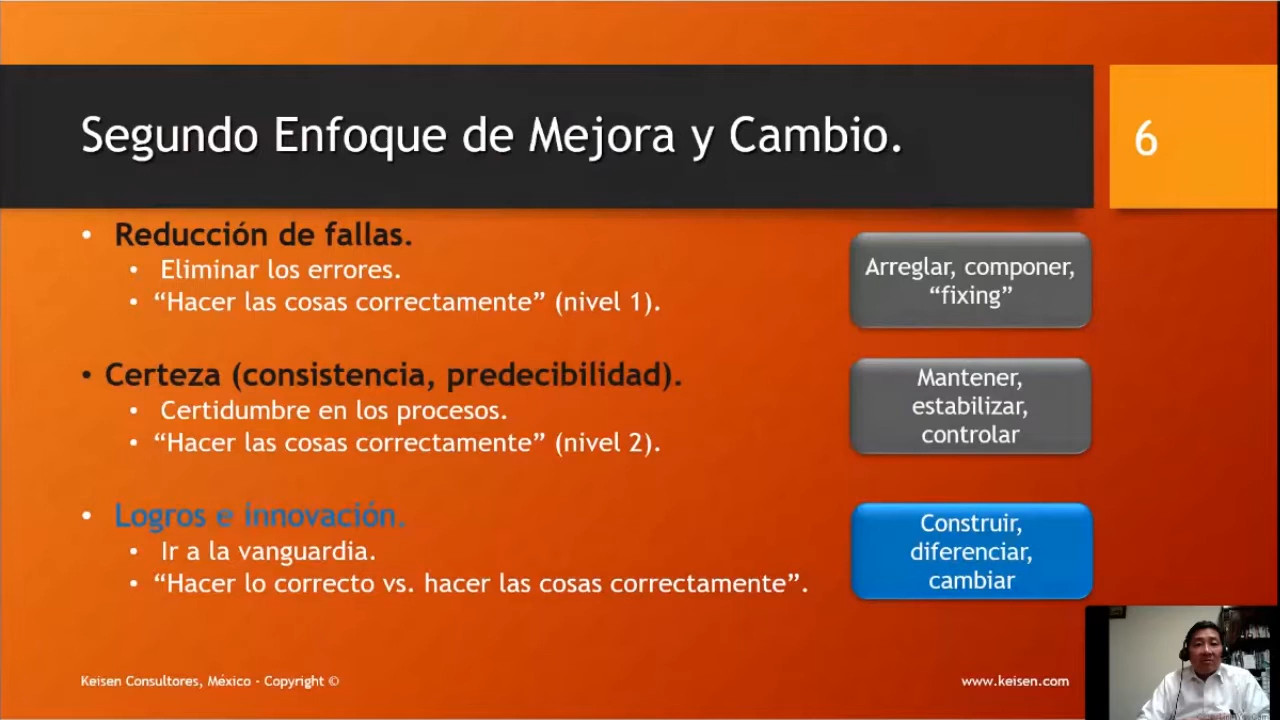 Segundo Enfoque de Mejora y Cambio.
6
• Reducción de fallas.
• Eliminar los errores.
• “Hacer las cosas correctamente” (nivel 1).
Arreglar, componer,
“fixing”
• Certeza (consistencia, predecibilidad).
• Certidumbre en los procesos.
• “Hacer las cosas correctamente” (nivel 2).
Mantener,
estabilizar,
controlar
• Logros e innovación.
• Ir a la vanguardia.
• “Hacer lo correcto vs. hacer las cosas correctamente”.
Construir,
diferenciar,
cambiar
Keisen Consultores, México - Copyright ©
www.keisen.com